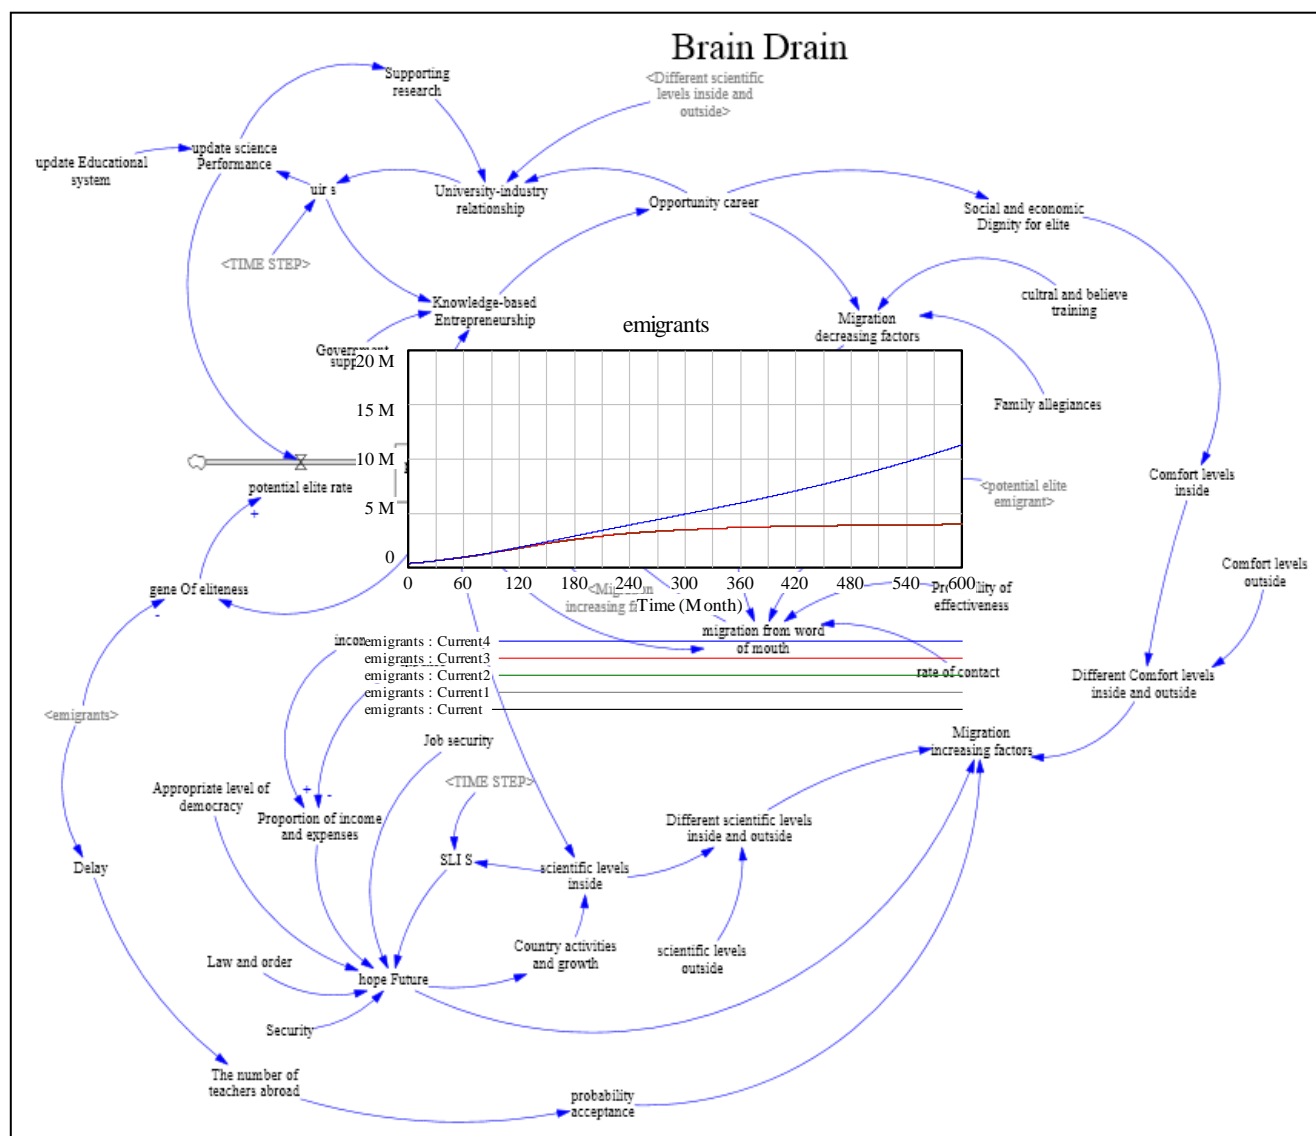 Brain Drain
Supporting
research
<Different scientific
levels inside and
outside>
update Educational
system
update science
Performance
uir s
University-industry
relationship
Opportunity career
Social and economic
Dignity for elite
<TIME STEP>
Knowledge-based
Entrepreneurship
cultral and believe
training
Migration
decreasing factors
Government
Family allegiances
emigrants
20 M
15 M
10 M
5 M
0
0 60 120 180 240 300 360 420 480 540 600
Time (Month)
emigrants : Current4
emigrants : Current3
emigrants : Current2
emigrants : Current1
emigrants : Current
potential elite rate
+
<potential elite
emigrant>
Comfort levels
inside
gene Of eliteness
-
<Migration
increasing
of
effectiveness
Comfort levels
outside
migration from word
of mouth
rate of contact
Different Comfort levels
inside and outside
<emigrants>
Job security
Migration
increasing factors
<TIME STEP>
Appropriate level of
democracy
+ -
Proportion of income
and expenses
Different scientific levels
inside and outside
SLI S
scientific levels
inside
Delay
Law and order
hope Future
Country activities
and growth
scientific levels
outside
Security
The number of
teachers abroad
probability
acceptance